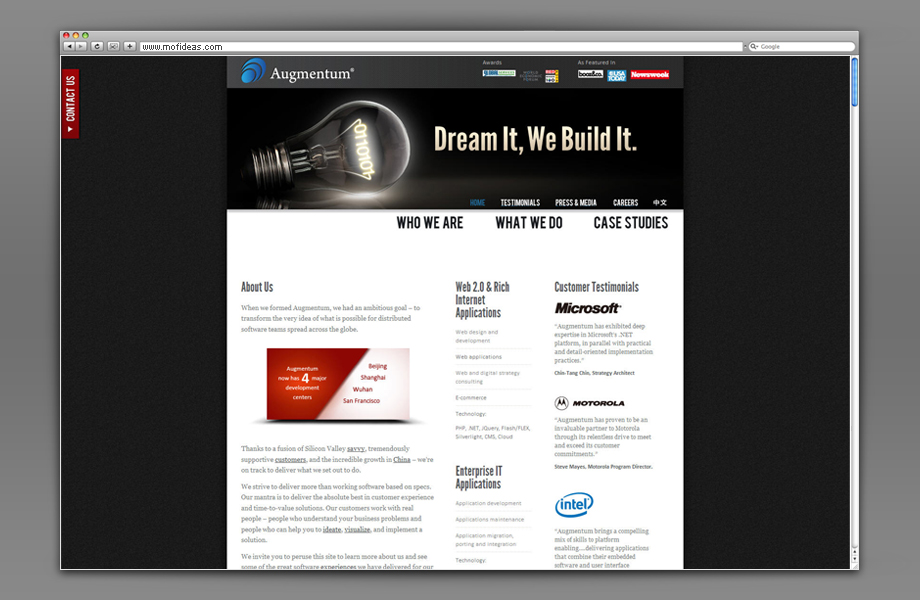 www.mofideas.com
Google
CONTACT US
Augmentum®
Awards
As Featured In
WORLD
ECONOMIC
FORUM
RED
booz&co.
USA
TODAY
Newsweek
010101
Dream It, We Build It.
HOME TESTIMONIALS PRESS & MEDIA CAREERS 中文
WHO WE ARE WHAT WE DO CASE STUDIES
About Us
When we formed Augmentum, we had an ambitious goal – to
transform the very idea of what is possible for distributed
software teams spread across the globe.
Augmentum
now has 4 major
development
centers
Beijing
Shanghai
Wuhan
San Francisco
Thanks to a fusion of Silicon Valley savvy, tremendously
supportive customers, and the incredible growth in China – we're
on track to deliver what we set out to do.
We strive to deliver more than working software based on specs.
Our mantra is to deliver the absolute best in customer experience
and time-to-value solutions. Our customers work with real
people – people who understand your business problems and
people who can help you to ideate, visualize, and implement a
solution.
We invite you to peruse this site to learn more about us and see
some of the great software experiences we have delivered for our
Web 2.0 & Rich
Internet
Applications
Web design and
development
Web applications
Web and digital strategy
consulting
E-commerce
Technology:
PHP, .NET, JQuery, Flash/FLEX,
Silverlight, CMS, Cloud
Enterprise IT
Applications
Application development
Applications maintenance
Application migration,
porting and integration
Technology:
Customer Testimonials
Microsoft
"Augmentum has exhibited deep
expertise in Microsoft's .NET
platform, in parallel with practical
and detail-oriented implementation
practices."
Chin-Tang Chin, Strategy Architect
MOTOROLA
"Augmentum has proven to be an
invaluable partner to Motorola
through its relentless drive to meet
and exceed its customer
commitments."
Steve Mayes, Motorola Program Director.
intel
"Augmentum brings a compelling
mix of skills to platform
enabling....delivering applications
that combine their embedded
software and user interface